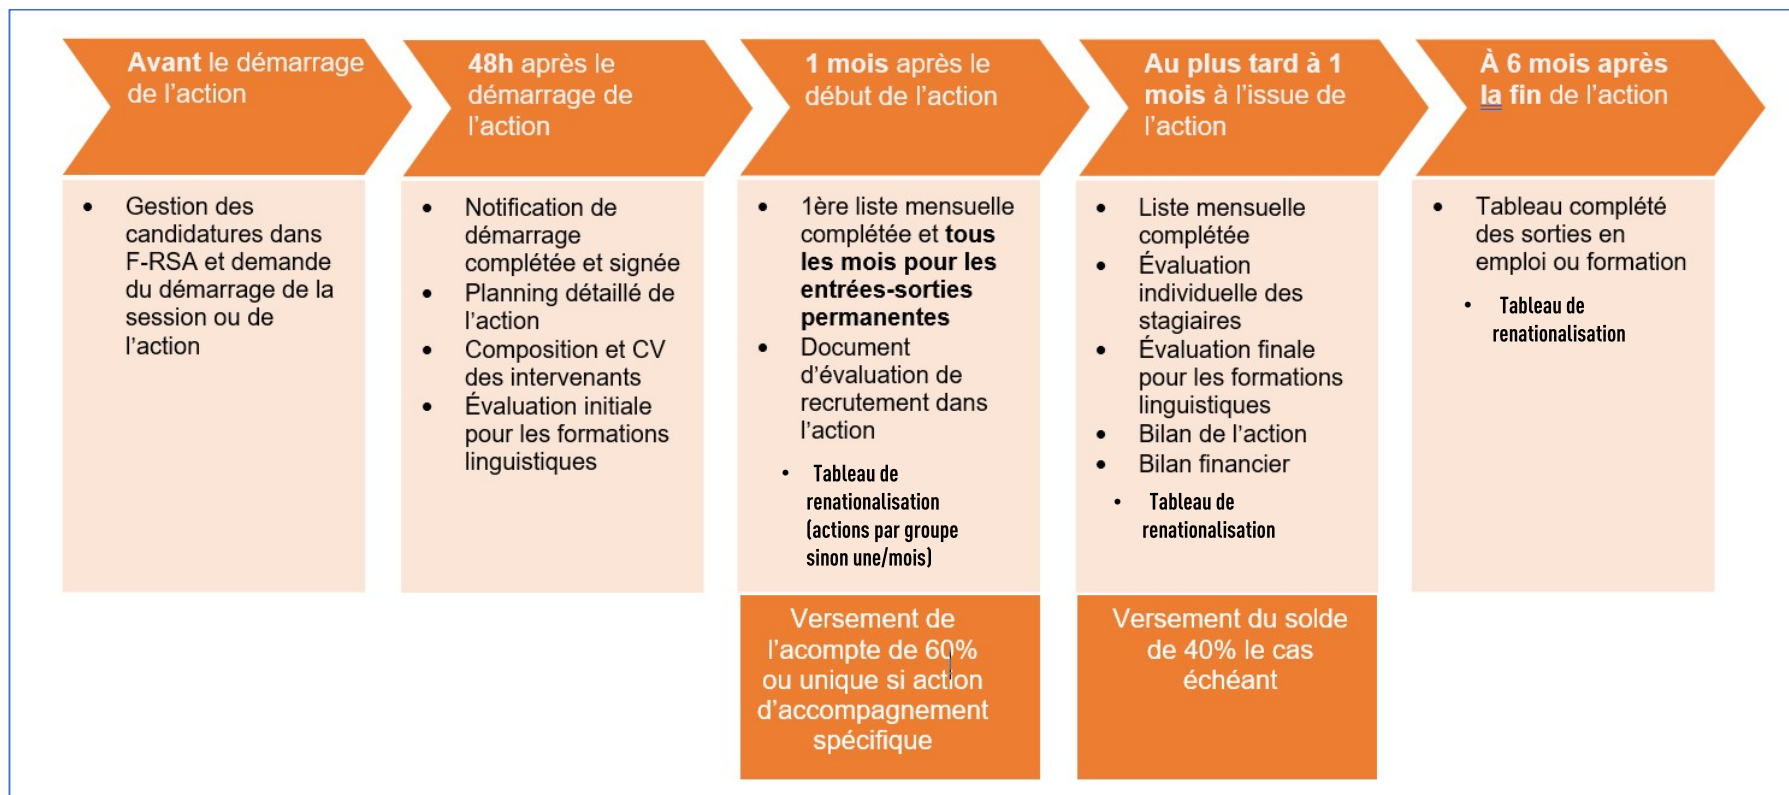 Avant le démarrage
de l'action
48h après le
démarrage de
l'action
1 mois après le
début de l'action
Au plus tard à 1
mois à l'issue de
l'action
À 6 mois après
la fin de l'action
• Gestion des
candidatures dans
F-RSA et demande
du démarrage de la
session ou de
l'action
• Notification de
démarrage
complétée et signée
• Planning détaillé de
l'action
• Composition et CV
des intervenants
• Évaluation initiale
pour les formations
linguistiques
• 1ère liste mensuelle
complétée et tous
les mois pour les
entrées-sorties
permanentes
• Document
d'évaluation de
recrutement dans
l'action
• Tableau de
renationalisation
(actions par groupe
sinon une/mois)
• Liste mensuelle
complétée
• Évaluation
individuelle des
stagiaires
• Évaluation finale
pour les formations
linguistiques
• Bilan de l'action
• Bilan financier
• Tableau de
renationalisation
• Tableau complété
des sorties en
emploi ou formation
• Tableau de
renationalisation
Versement de
l'acompte de 60%
ou unique si action
d'accompagnement
spécifique
Versement du solde
de 40% le cas
échéant